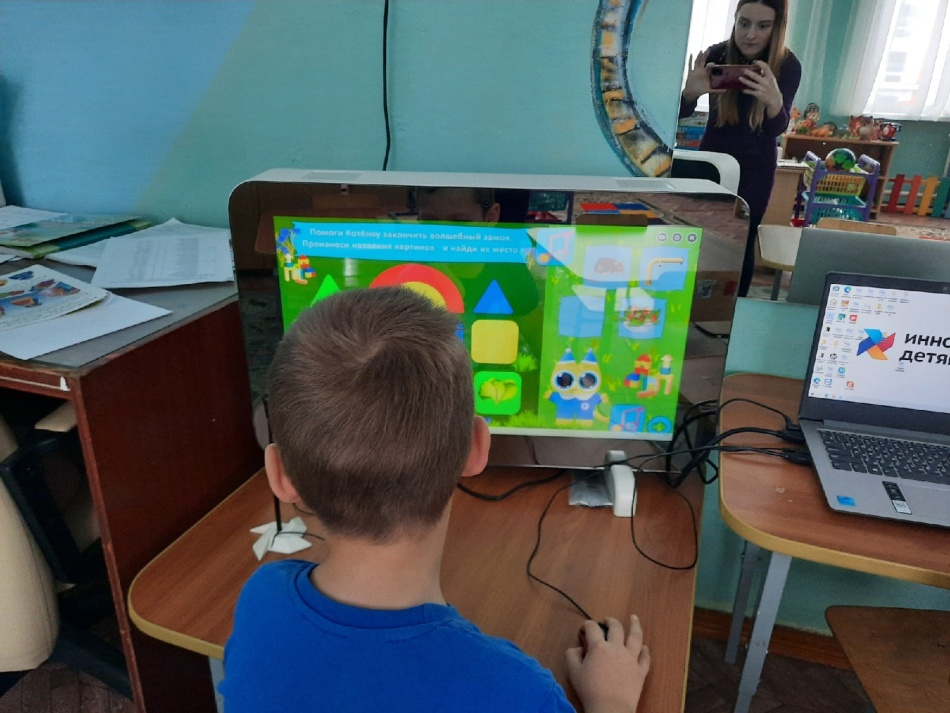 Помоги Котёнку закончить волшебный замок.
Произнеси названия картинок и найди их место
инно
детя